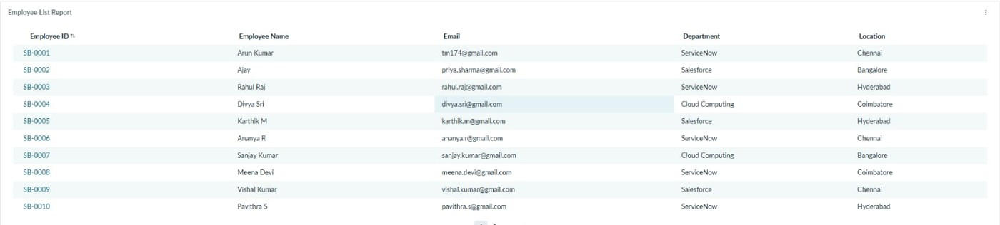 Employee List Report
Employee ID Employee Name Email Department Location
SB-0001 Arun Kumar tm174@gmail.com ServiceNow Chennai
SB-0002 Ajay priya.sharma@gmail.com Salesforce Bangalore
SB-0003 Rahul Raj rahul.raj@gmail.com ServiceNow Hyderabad
SB-0004 Divya Sri divya.sri@gmail.com Cloud Computing Coimbatore
SB-0005 Karthik M karthik.m@gmail.com Salesforce Hyderabad
SB-0006 Ananya R ananya.r@gmail.com ServiceNow Chennai
SB-0007 Sanjay Kumar sanjay.kumar@gmail.com Cloud Computing Bangalore
SB-0008 Meena Devi meena.devi@gmail.com ServiceNow Coimbatore
SB-0009 Vishal Kumar vishal.kumar@gmail.com Salesforce Chennai
SB-0010 Pavithra S pavithra.s@gmail.com ServiceNow Hyderabad